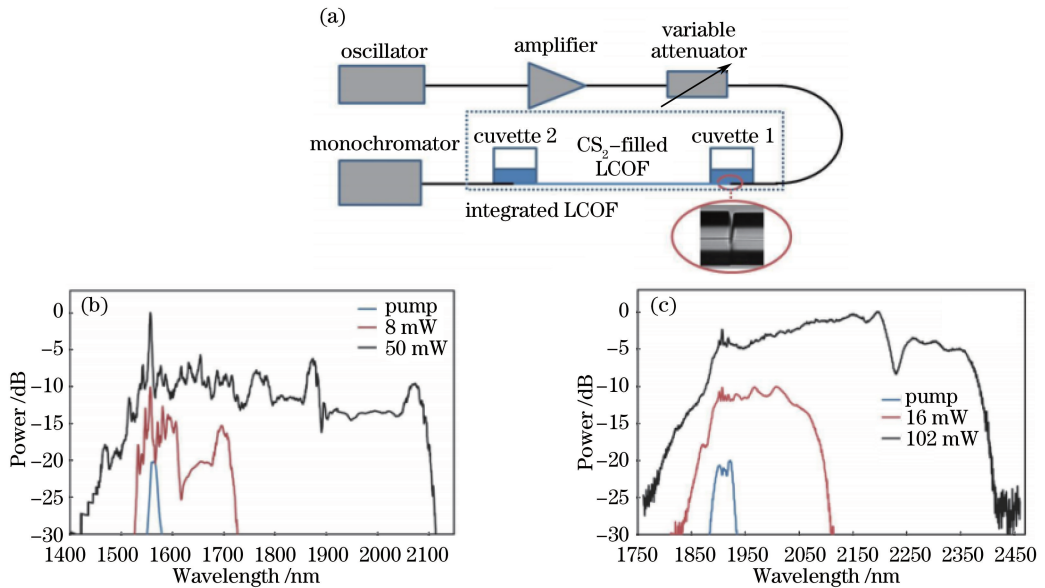 (a)
oscillator
amplifier
variable
attenuator
monochromator
cuvette 2
CS₂-filled
LCOF
cuvette 1
integrated LCOF
(b)
Power /dB
0
−5
−10
−15
−20
−25
−30
pump
8 mW
50 mW
1400 1500 1600 1700 1800 1900 2000 2100
Wavelength /nm
(c)
Power /dB
0
−5
−10
−15
−20
−25
−30
pump
16 mW
102 mW
1750 1850 1950 2050 2150 2250 2350 2450
Wavelength /nm